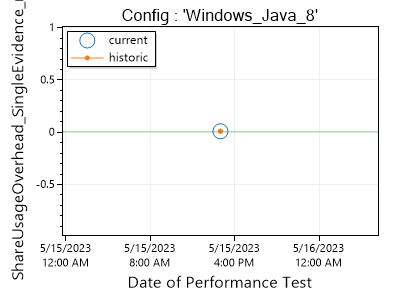 Config : 'Windows_Java_8'
ShareUsageOverhead_SingleEvidence_
current
historic
1
0.5
0
-0.5
5/15/2023 5/15/2023 5/15/2023 5/16/2023
12:00 AM 8:00 AM 4:00 PM 12:00 AM
Date of Performance Test